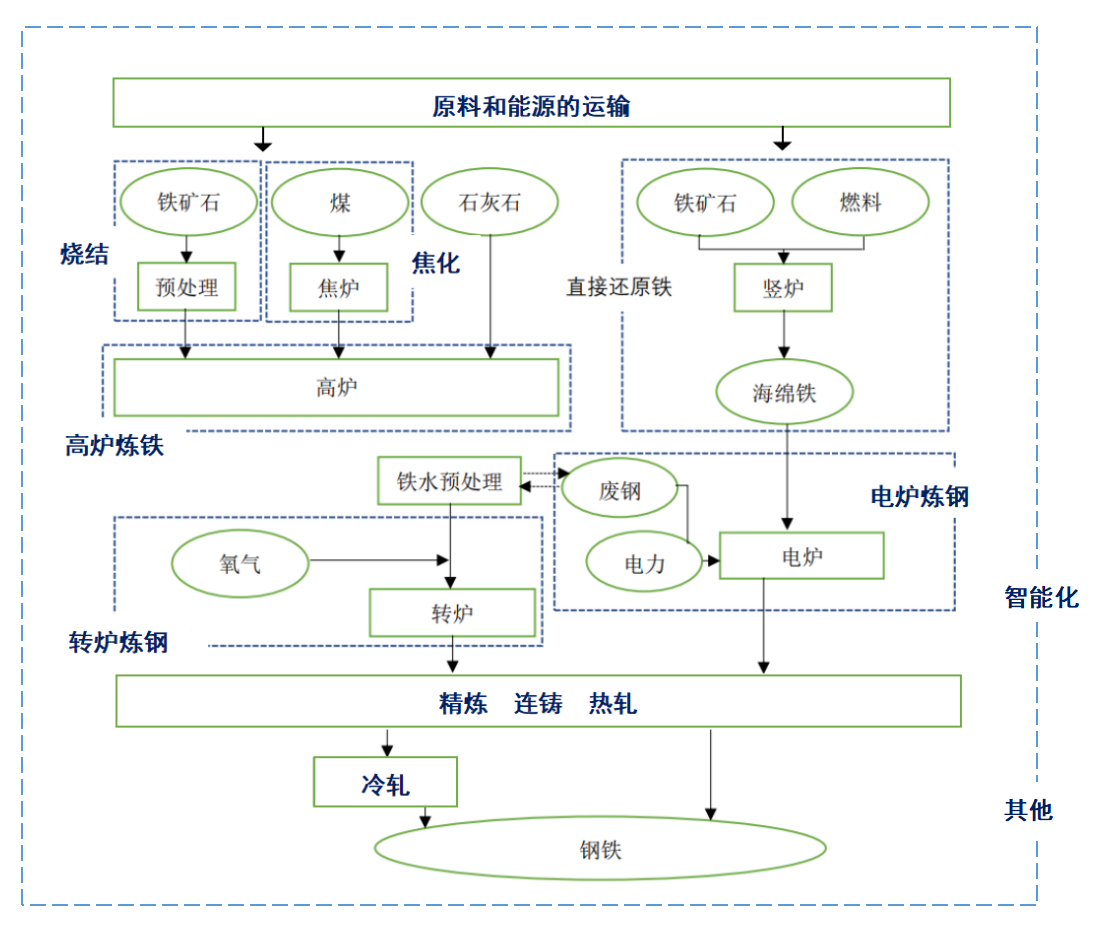 原料和能源的运输
铁矿石
煤
石灰石
铁矿石
燃料
烧结
焦化
预处理
焦炉
直接还原铁
竖炉
高炉
海绵铁
高炉炼铁
铁水预处理
废钢
电炉炼钢
氧气
电力
电炉
智能化
转炉
转炉炼钢
精炼 连铸 热轧
冷轧
其他
钢铁